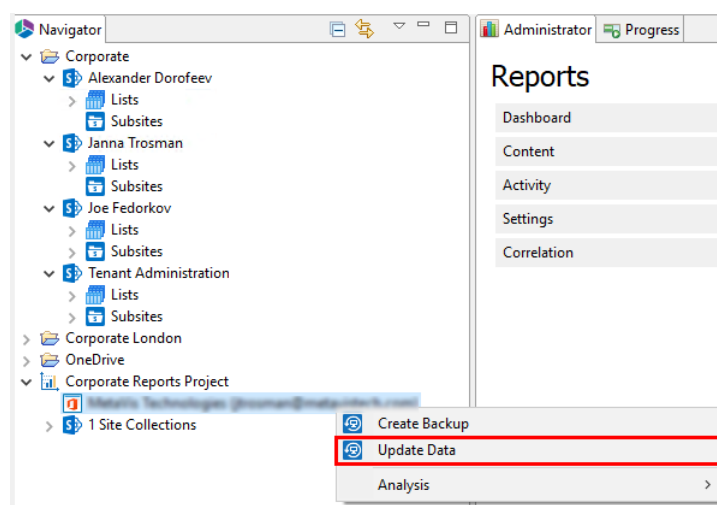 Navigator
Corporate
Alexander Dorofeev
Lists
Subsites
Janna Trosman
Lists
Subsites
Joe Fedorkov
Lists
Subsites
Tenant Administration
Lists
Subsites
Corporate London
OneDrive
Corporate Reports Project
1 Site Collections
Administrator Progress
Reports
Dashboard
Content
Activity
Settings
Correlation
Create Backup
Update Data
Analysis